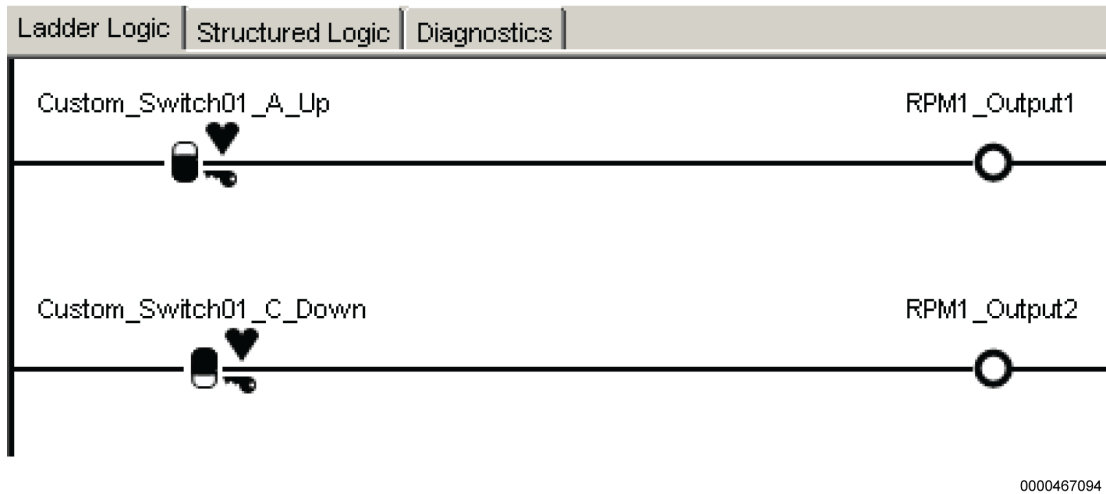 Ladder Logic Structured Logic Diagnostics
Custom_Switch01_A_Up RPM1_Output1
Custom_Switch01_C_Down RPM1_Output2
0000467094